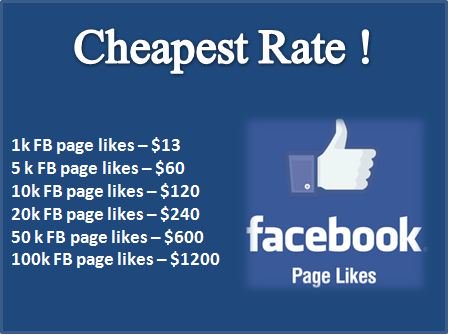 Cheapest Rate !
1k FB page likes – $13
5 k FB page likes – $60
10k FB page likes – $120
20k FB page likes – $240
50 k FB page likes – $600
100k FB page likes – $1200
facebook
Page Likes